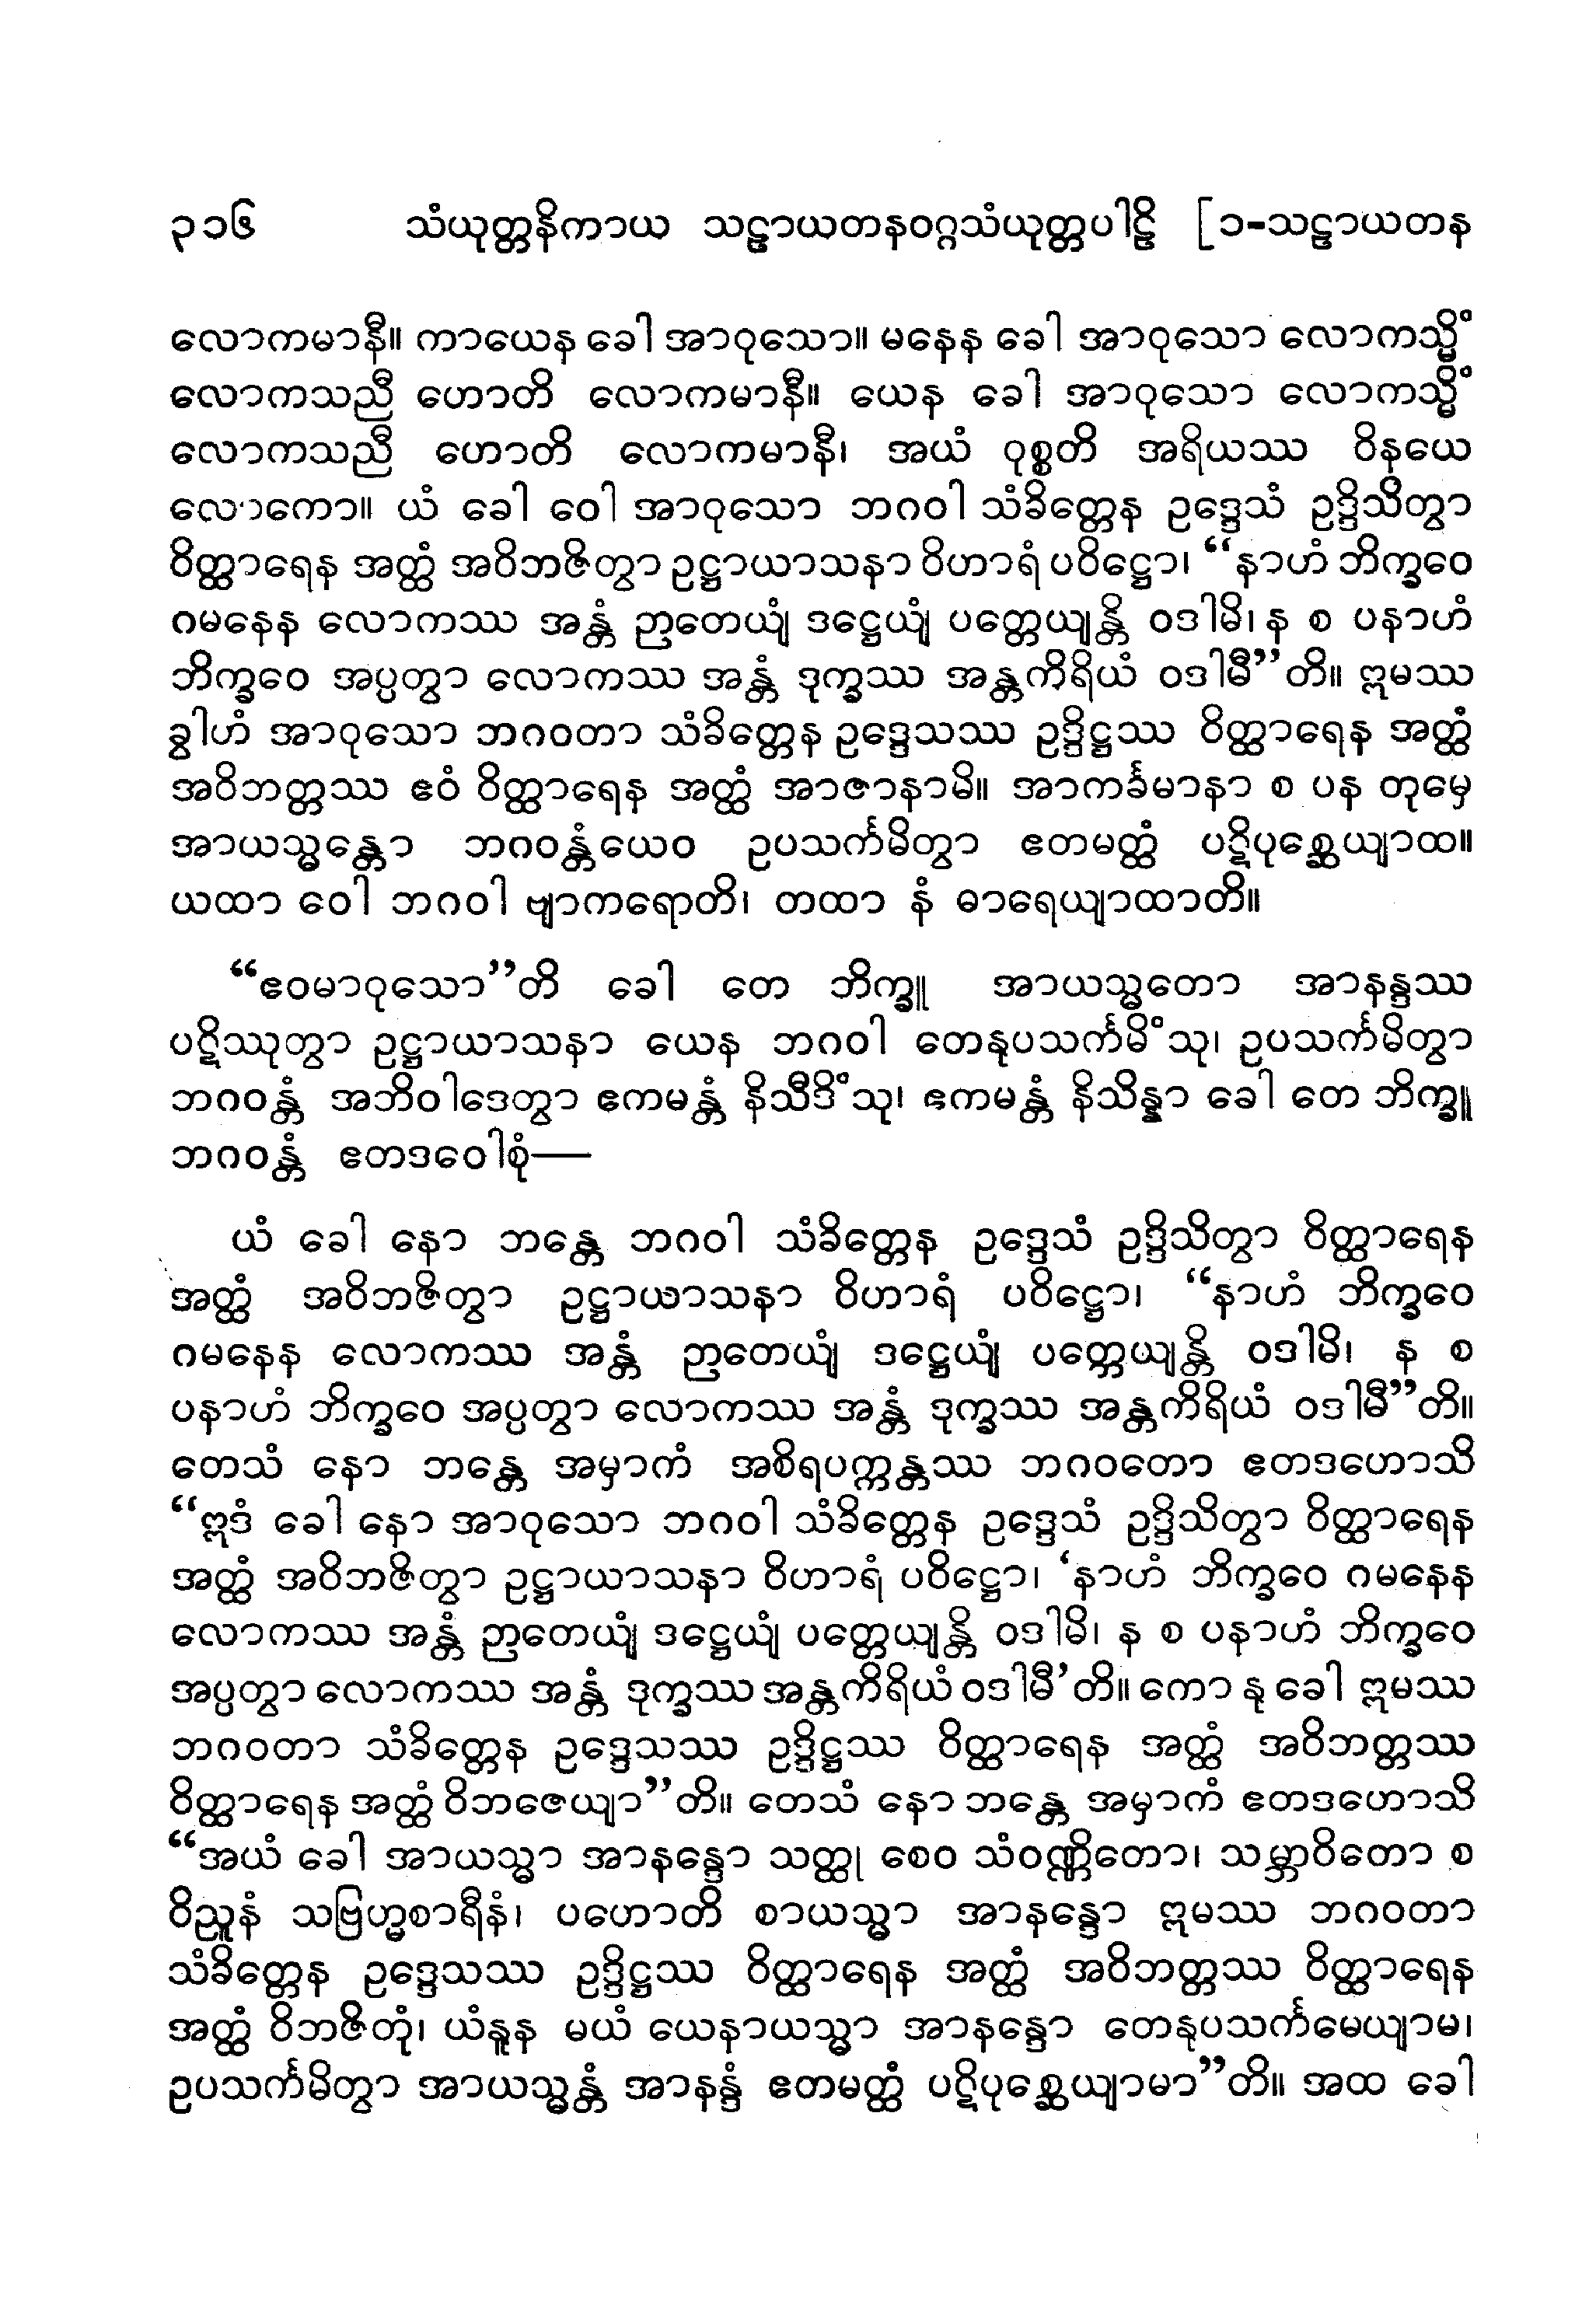 ၃၁၆ သံယုတ္တနိကာယ သဠာယတနဝဂ္ဂသံယုတ္တပါဠိ [၁-သဠာယတန
လောကမာနီ။ ကာယေန ခေါ အာဝုသော။ မနေန ခေါ အာဝုသော လောကသ္မိံ
လောကသညီ ဟောတိ လောကမာနီ။ ယေန ခေါ အာဝုသော လောကသ္မိံ
လောကသညီ ဟောတိ လောကမာနီ၊ အယံ ဝုစ္စတိ အရိယဿ ဝိနယေ
လောကော။ ယံ ခေါ ဝေါ အာဝုသော ဘဂဝါ သံခိတ္တေန ဥဒ္ဒေသံ ဥဒ္ဒိသိတွာ
ဝိတ္ထာရေန အတ္ထံ အဝိဘဇိတွာ ဥဋ္ဌာယာသနာ ဝိဟာရံ ပဝိဋ္ဌော၊ “နာဟံ ဘိက္ခဝေ
ဂမနေန လောကဿ အန္တံ ဉာတေယျံ ဒဋ္ဌေယျံ ပတ္တေယျန္တိ ဝဒါမိ၊ န စ ပနာဟံ
ဘိက္ခဝေ အပ္ပတွာ လောကဿ အန္တံ ဒုက္ခဿ အန္တကိရိယံ ဝဒါမီ”တိ။ ဣမဿ
ခွါဟံ အာဝုသော ဘဂဝတာ သံခိတ္တေန ဥဒ္ဒေသဿ ဥဒ္ဒိဋ္ဌဿ ဝိတ္ထာရေန အတ္ထံ
အဝိဘတ္တဿ ဧဝံ ဝိတ္ထာရေန အတ္ထံ အာဇာနာမိ။ အာကင်္ခမာနာ စ ပန တုမှေ
အာယသ္မန္တော ဘဂဝန္တံယေဝ ဥပသင်္ကမိတွာ ဧတမတ္ထံ ပဋိပုစ္ဆေယျာထ။
ယထာ ဝေါ ဘဂဝါ ဗျာကရောတိ၊ တထာ နံ ဓာရေယျာထာတိ။
“ဧဝမာဝုသော”တိ ခေါ တေ ဘိက္ခူ အာယသ္မတော အာနန္ဒဿ
ပဋိဿုတွာ ဥဋ္ဌာယာသနာ ယေန ဘဂဝါ တေနုပသင်္ကမိံသု၊ ဥပသင်္ကမိတွာ
ဘဂဝန္တံ အဘိဝါဒေတွာ ဧကမန္တံ နိသီဒိံသု၊ ဧကမန္တံ နိသိန္နာ ခေါ တေ ဘိက္ခူ
ဘဂဝန္တံ ဧတဒဝေါစုံ—
ယံ ခေါ နော ဘန္တေ ဘဂဝါ သံခိတ္တေန ဥဒ္ဒေသံ ဥဒ္ဒိသိတွာ ဝိတ္ထာရေန
အတ္ထံ အဝိဘဇိတွာ ဥဋ္ဌာယာသနာ ဝိဟာရံ ပဝိဋ္ဌော၊ “နာဟံ ဘိက္ခဝေ
ဂမနေန လောကဿ အန္တံ ဉာတေယျံ ဒဋ္ဌေယျံ ပတ္တေယျန္တိ ဝဒါမိ၊ န စ
ပနာဟံ ဘိက္ခဝေ အပ္ပတွာ လောကဿ အန္တံ ဒုက္ခဿ အန္တကိရိယံ ဝဒါမီ”တိ။
တေသံ နော ဘန္တေ အမှာကံ အစိရပက္ကန္တဿ ဘဂဝတော ဧတဒဟောသိ
“ဣဒံ ခေါ နော အာဝုသော ဘဂဝါ သံခိတ္တေန ဥဒ္ဒေသံ ဥဒ္ဒိသိတွာ ဝိတ္ထာရေန
အတ္ထံ အဝိဘဇိတွာ ဥဋ္ဌာယာသနာ ဝိဟာရံ ပဝိဋ္ဌော၊ ‘နာဟံ ဘိက္ခဝေ ဂမနေန
လောကဿ အန္တံ ဉာတေယျံ ဒဋ္ဌေယျံ ပတ္တေယျန္တိ ဝဒါမိ၊ န စ ပနာဟံ ဘိက္ခဝေ
အပ္ပတွာ လောကဿ အန္တံ ဒုက္ခဿ အန္တကိရိယံ ဝဒါမီ’တိ။ ကော နု ခေါ ဣမဿ
ဘဂဝတာ သံခိတ္တေန ဥဒ္ဒေသဿ ဥဒ္ဒိဋ္ဌဿ ဝိတ္ထာရေန အတ္ထံ အဝိဘတ္တဿ
ဝိတ္ထာရေန အတ္ထံ ဝိဘဇေယျာ”တိ။ တေသံ နော ဘန္တေ အမှာကံ ဧတဒဟောသိ
“အယံ ခေါ အာယသ္မာ အာနန္ဒော သတ္ထု စေဝ သံဝဏ္ဏိတော၊ သမ္ဘာဝိတော စ
ဝိညူနံ သဗြဟ္မစာရီနံ၊ ပဟောတိ စာယသ္မာ အာနန္ဒော ဣမဿ ဘဂဝတာ
သံခိတ္တေန ဥဒ္ဒေသဿ ဥဒ္ဒိဋ္ဌဿ ဝိတ္ထာရေန အတ္ထံ အဝိဘတ္တဿ ဝိတ္ထာရေန
အတ္ထံ ဝိဘဇိတုံ၊ ယံနူန မယံ ယေနာယသ္မာ အာနန္ဒော တေနုပသင်္ကမေယျာမ၊
ဥပသင်္ကမိတွာ အာယသ္မန္တံ အာနန္ဒံ ဧတမတ္ထံ ပဋိပုစ္ဆေယျာမာ”တိ။ အထ ခေါ